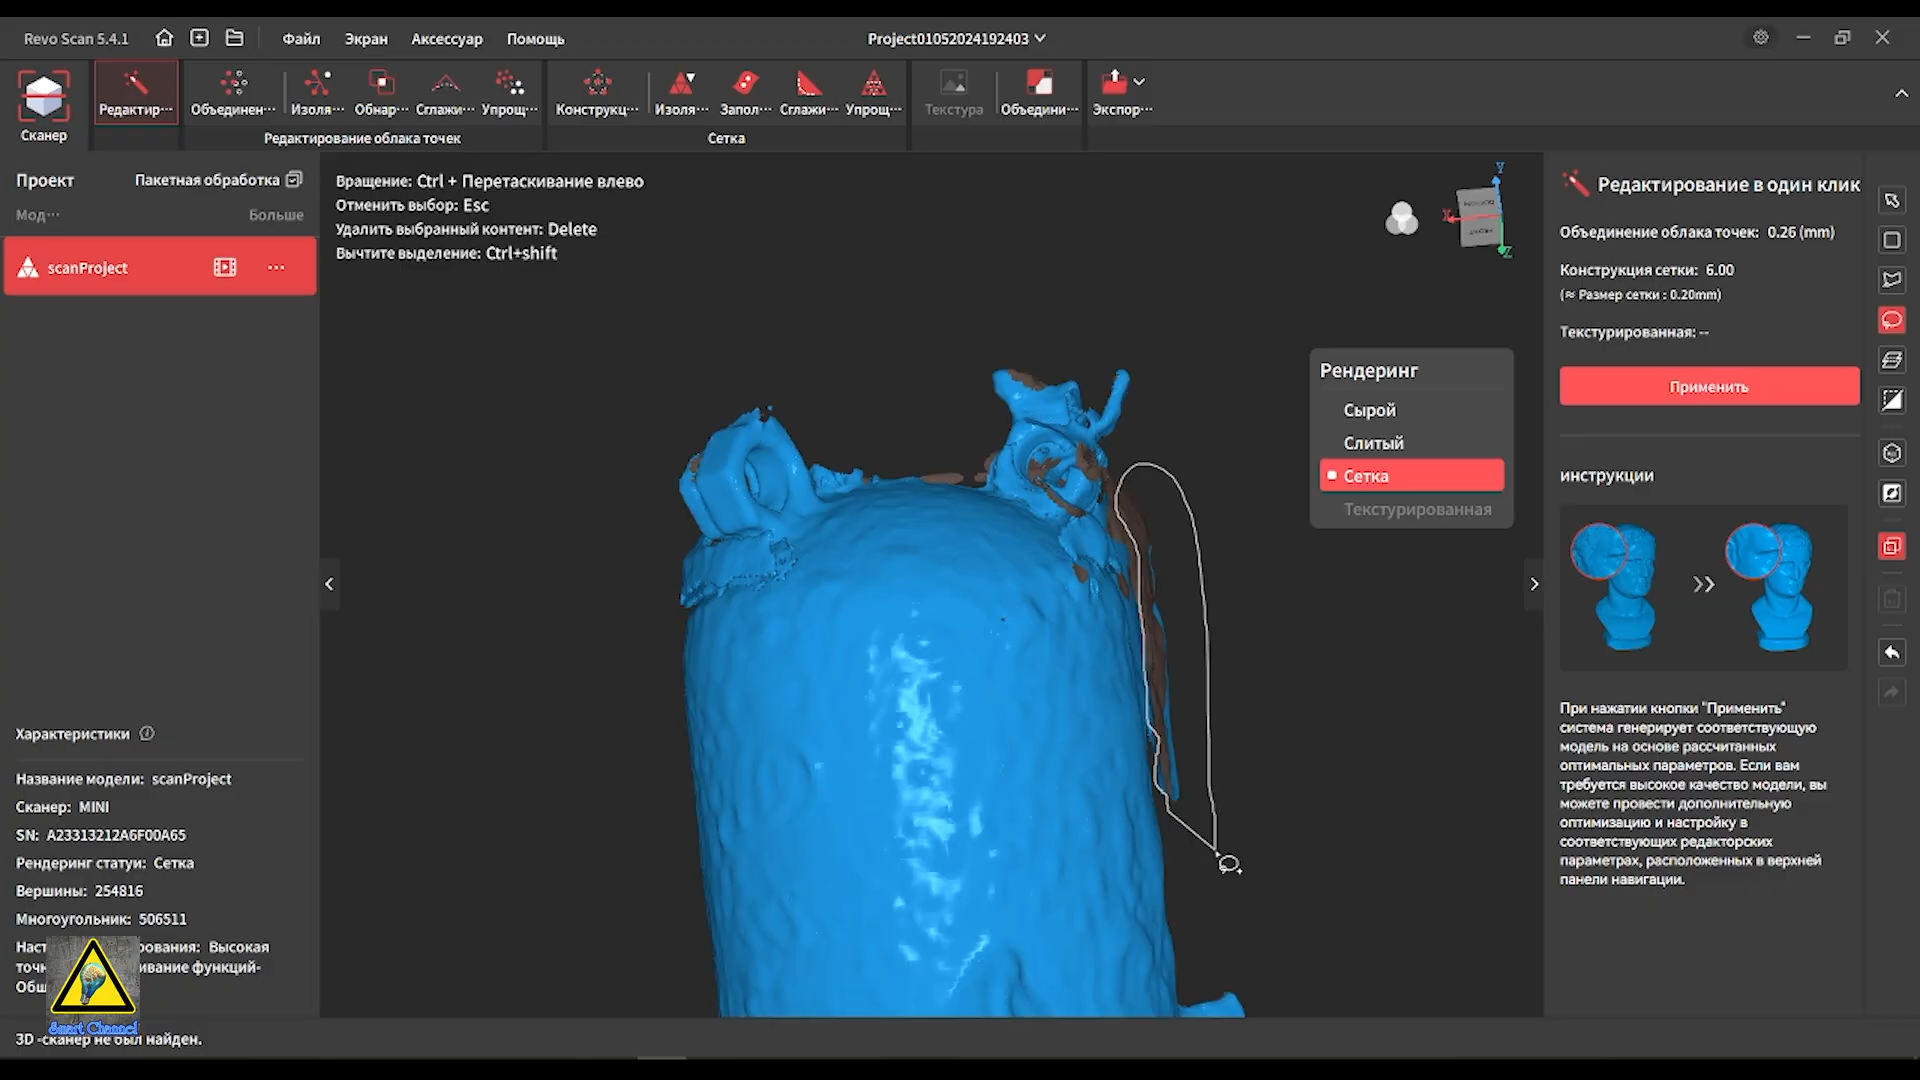 Revo Scan 5.4.1
Файл
Экран
Аксессуар
Помощь
Project01052024192403
Сканер
Редактир···
Объединен···
Изоля···
Обнар···
Сглажи···
Упрощ···
Редактирование облака точек
Конструкц···
Изоля···
Запол···
Сглажи···
Упрощ···
Сетка
Текстура
Объедини···
Экспор···
Проект
Пакетная обработка
Мод···
Больше
scanProject
Вращение: Ctrl + Перетаскивание влево
Отменить выбор: Esc
Удалить выбранный контент: Delete
Вычтите выделение: Ctrl+shift
Y
X
Z
Рендеринг
Сырой
Слитый
Сетка
Текстурированная
Редактирование в один клик
Объединение облака точек: 0.26 (mm)
Конструкция сетки: 6.00
(≈ Размер сетки : 0.20mm)
Текстурированная: --
Применить
инструкции
При нажатии кнопки "Применить"
система генерирует соответствующую
модель на основе рассчитанных
оптимальных параметров. Если вам
требуется высокое качество модели, вы
можете провести дополнительную
оптимизацию и настройку в
соответствующих редакторских
параметрах, расположенных в верхней
панели навигации.
Характеристики
Название модели: scanProject
Сканер: MINI
SN: A23313212A6F00A65
Рендеринг статуи: Сетка
Вершины: 254816
Многоугольник: 506511
Наст рования: Высокая
точн ивание функций-
Общ
Smart Channel
3D -сканер не был найден.